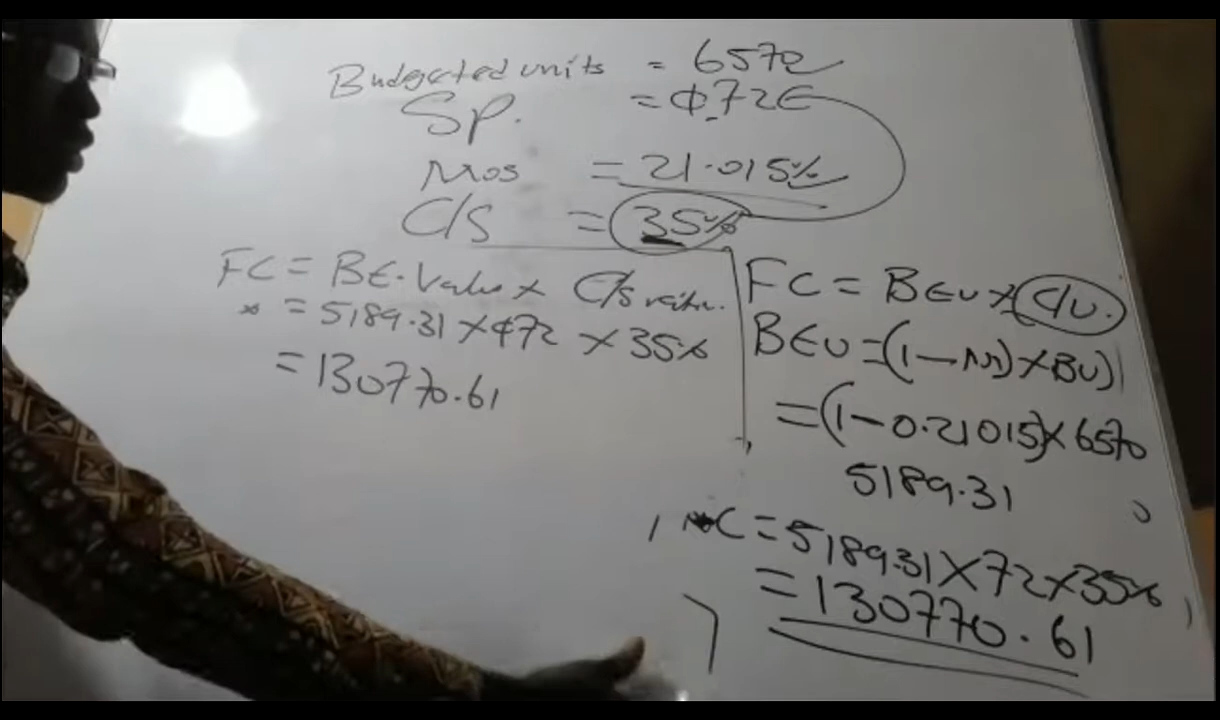 Budgeted units = 6570
SP. = ¢72
Mos = 21.015%
C/S = 35%
FC = BE.Value x C/S ratio.
= 5189.31 x ¢72 x 35%
= 130770.61
FC = BEU x C/U.
BEU = (1 - M) x BU)
= (1 - 0.21015) x 6570
5189.31
C = 5189.31 x 72 x 35%
= 130770.61